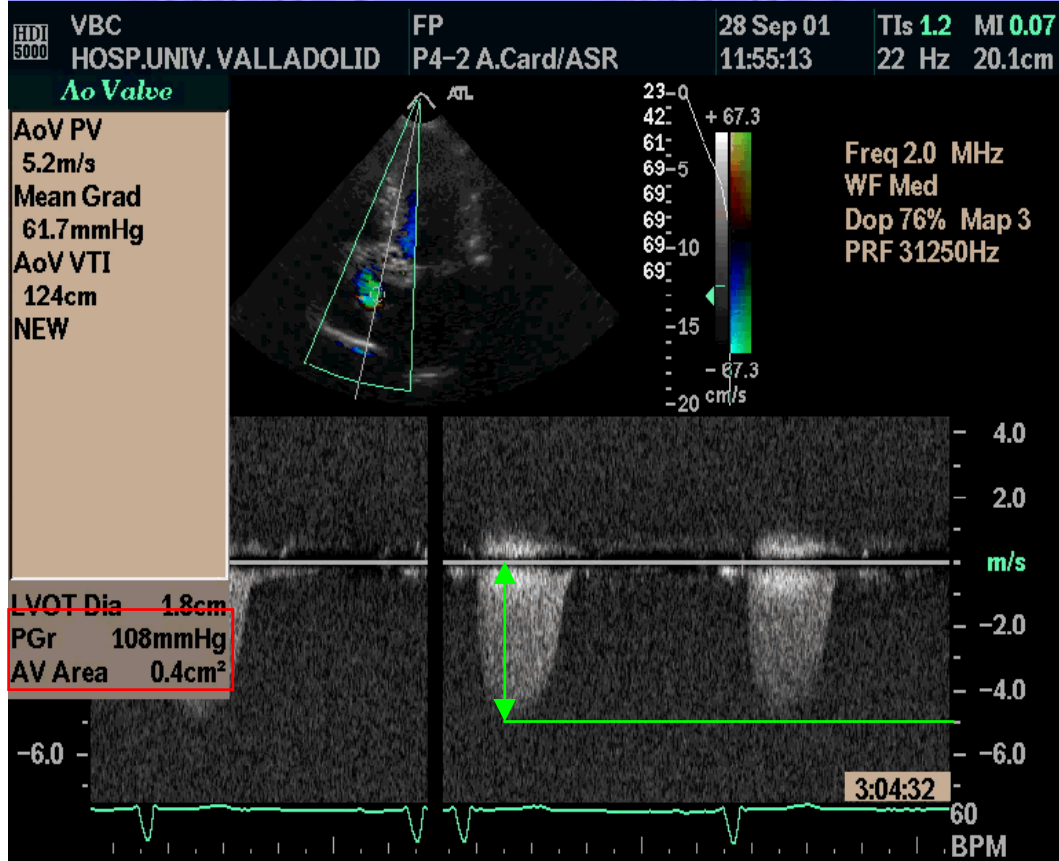 HDI 5000
VBC
HOSP.UNIV. VALLADOLID
FP
P4-2 A.Card/ASR
28 Sep 01
11:55:13
TIs 1.2 MI 0.07
22 Hz 20.1cm
Ao Valve
AoV PV
5.2m/s
Mean Grad
61.7mmHg
AoV VTI
124cm
NEW
LVOT Dia 1.8cm
PGr 108mmHg
AV Area 0.4cm²
ATL
23
42
61
69
69
69
69
69
0
5
10
15
20
+ 67.3
- 67.3
cm/s
Freq 2.0 MHz
WF Med
Dop 76% Map 3
PRF 31250Hz
4.0
2.0
m/s
-2.0
-4.0
-6.0
-6.0
3:04:32
60
BPM